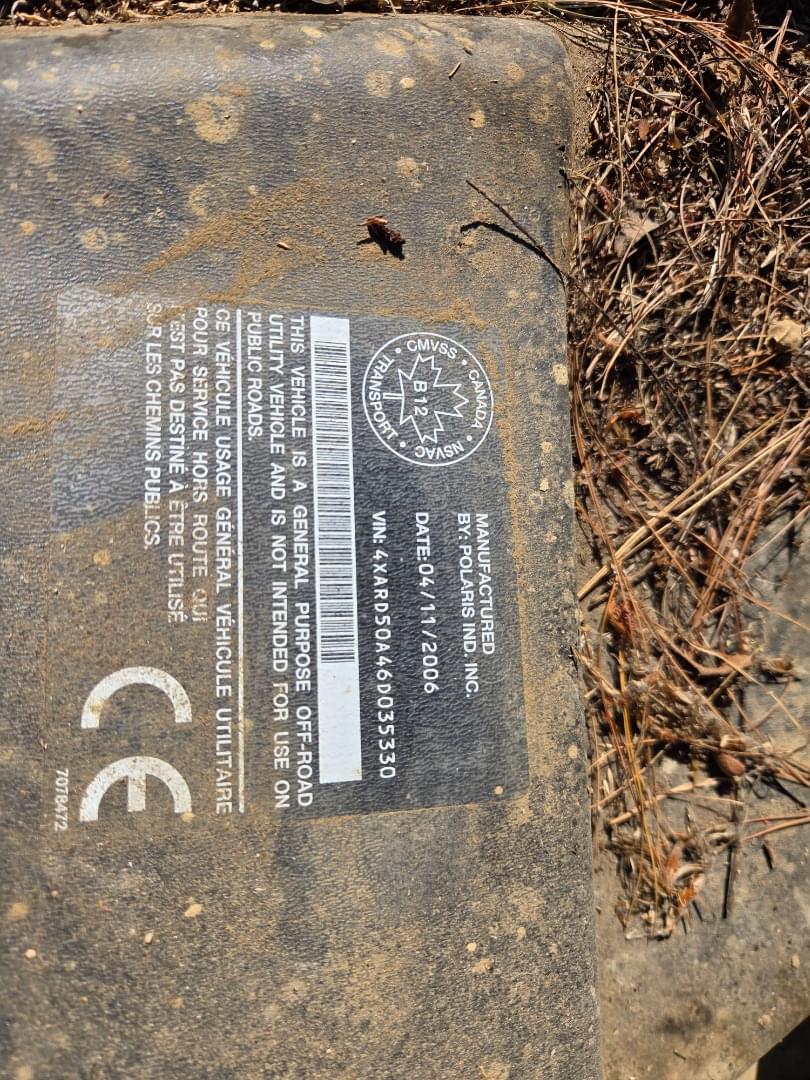 CMVSS • CANADA • NSVAC • TRANSPORT •
B12
MANUFACTURED
BY: POLARIS IND. INC.
DATE:04/11/2006
VIN: 4XARD50A46D035330
THIS VEHICLE IS A GENERAL PURPOSE OFF-ROAD
UTILITY VEHICLE AND IS NOT INTENDED FOR USE ON
PUBLIC ROADS.
CE VÉHICULE USAGE GÉNÉRAL VÉHICULE UTILITAIRE
POUR SERVICE HORS ROUTE QUI
N'EST PAS DESTINÉ À ÊTRE UTILISÉ
SUR LES CHEMINS PUBLICS.
CE
7078472